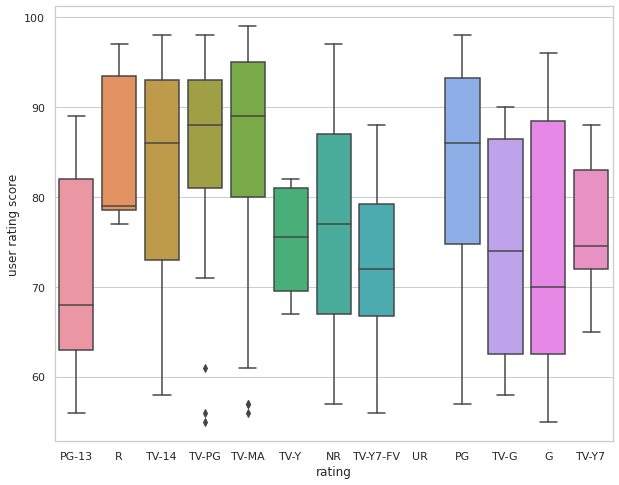 100
90
80
70
60
user rating score
PG-13 R TV-14 TV-PG TV-MA TV-Y NR TV-Y7-FV UR PG TV-G G TV-Y7
rating